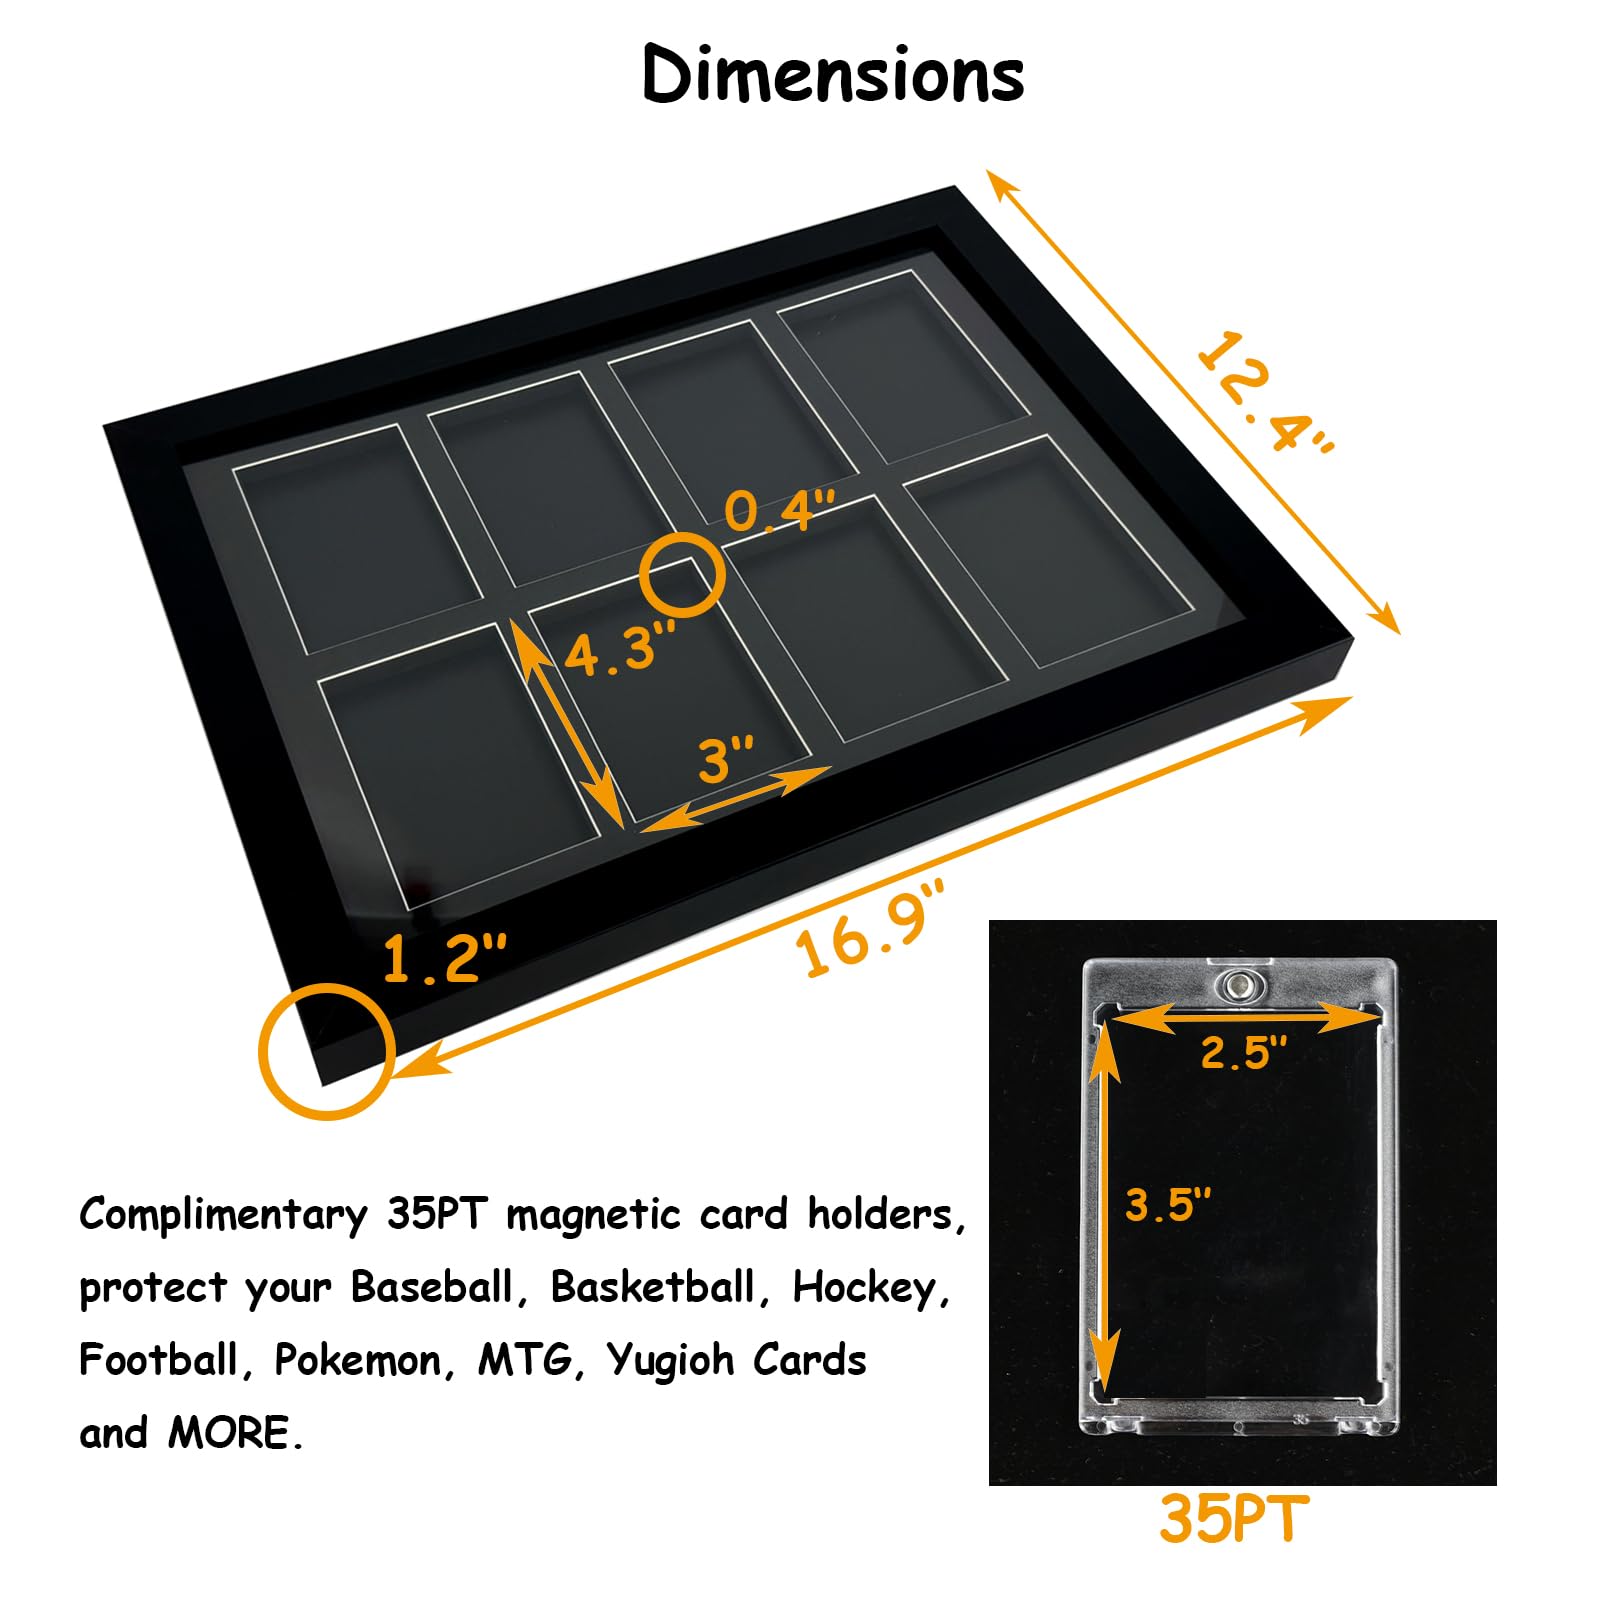 Dimensions
12.4"
0.4"
4.3"
3"
16.9"
1.2"
2.5"
3.5"
35
35PT
Complimentary 35PT magnetic card holders,
protect your Baseball, Basketball, Hockey,
Football, Pokemon, MTG, Yugioh Cards
and MORE.